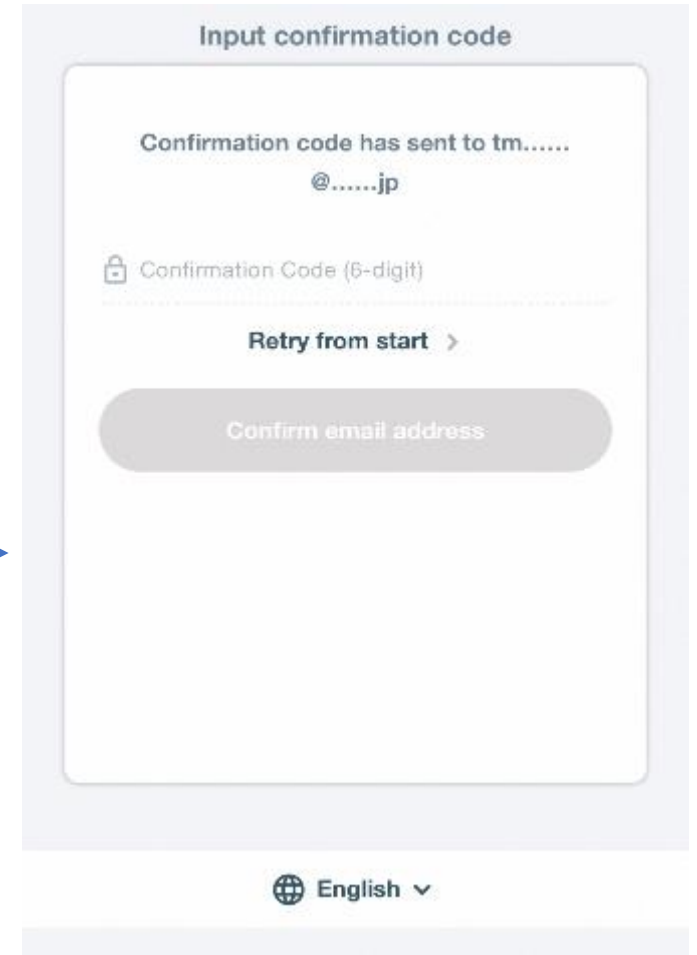 Input confirmation code
Confirmation code has sent to tm......
@......jp
Confirmation Code (6-digit)
Retry from start >
Confirm email address
English